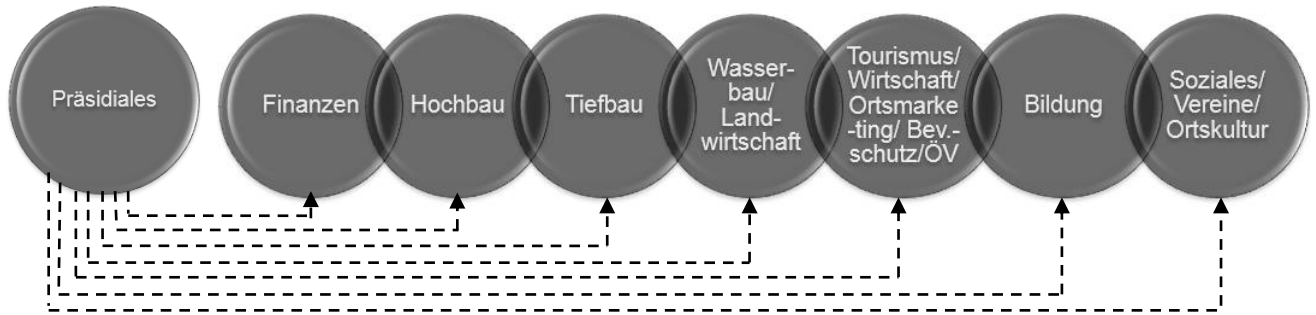 Präsidiales
Finanzen
Hochbau
Tiefbau
Wasser-
bau/
Land-
wirtschaft
Tourismus/
Wirtschaft/
Ortsmarke
-ting/ Bev.-
schutz/ÖV
Bildung
Soziales/
Vereine/
Ortskultur